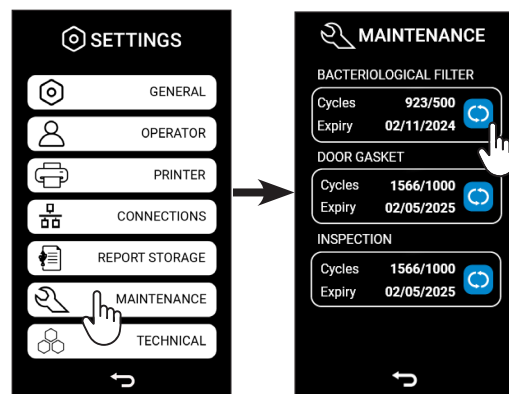 SETTINGS
GENERAL
OPERATOR
PRINTER
CONNECTIONS
REPORT STORAGE
MAINTENANCE
TECHNICAL
MAINTENANCE
BACTERIOLOGICAL FILTER
Cycles 923/500
Expiry 02/11/2024
DOOR GASKET
Cycles 1566/1000
Expiry 02/05/2025
INSPECTION
Cycles 1566/1000
Expiry 02/05/2025